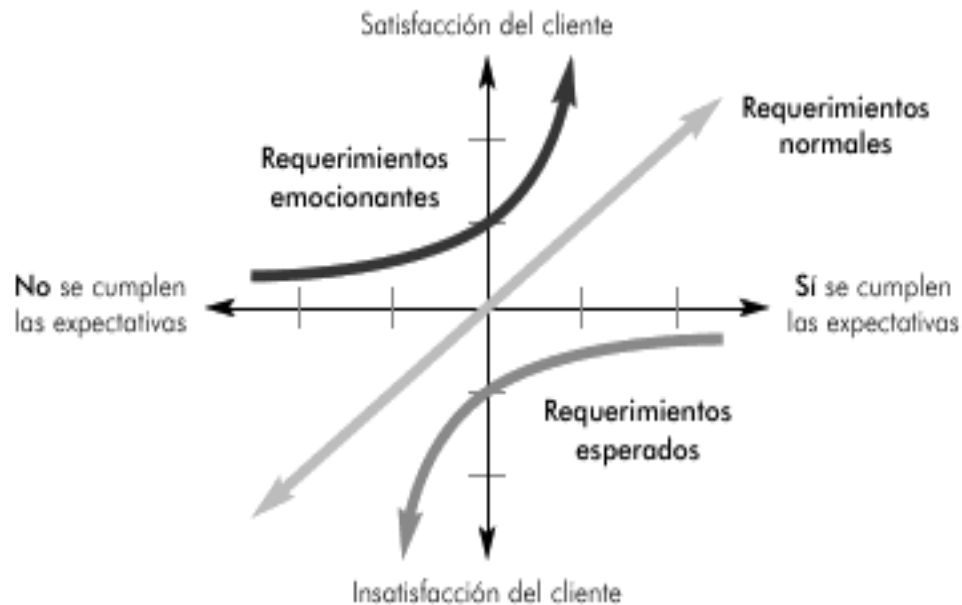 Satisfacción del cliente
Requerimientos
normales
Requerimientos
emocionantes
No se cumplen
las expectativas
Sí se cumplen
las expectativas
Requerimientos
esperados
Insatisfacción del cliente